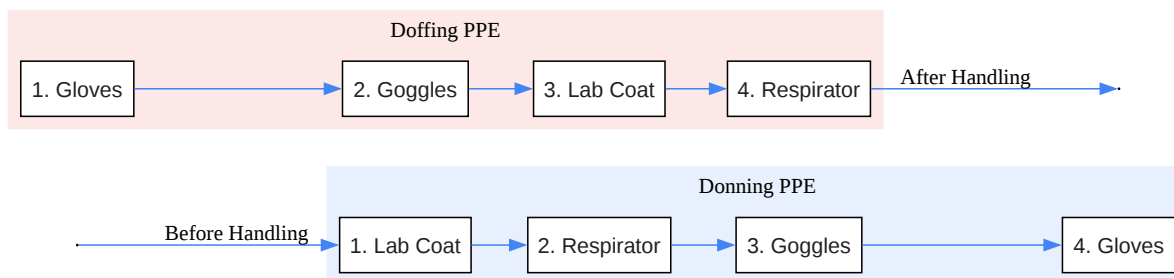 Doffing PPE
1. Gloves
2. Goggles
3. Lab Coat
4. Respirator
After Handling
Donning PPE
Before Handling
1. Lab Coat
2. Respirator
3. Goggles
4. Gloves